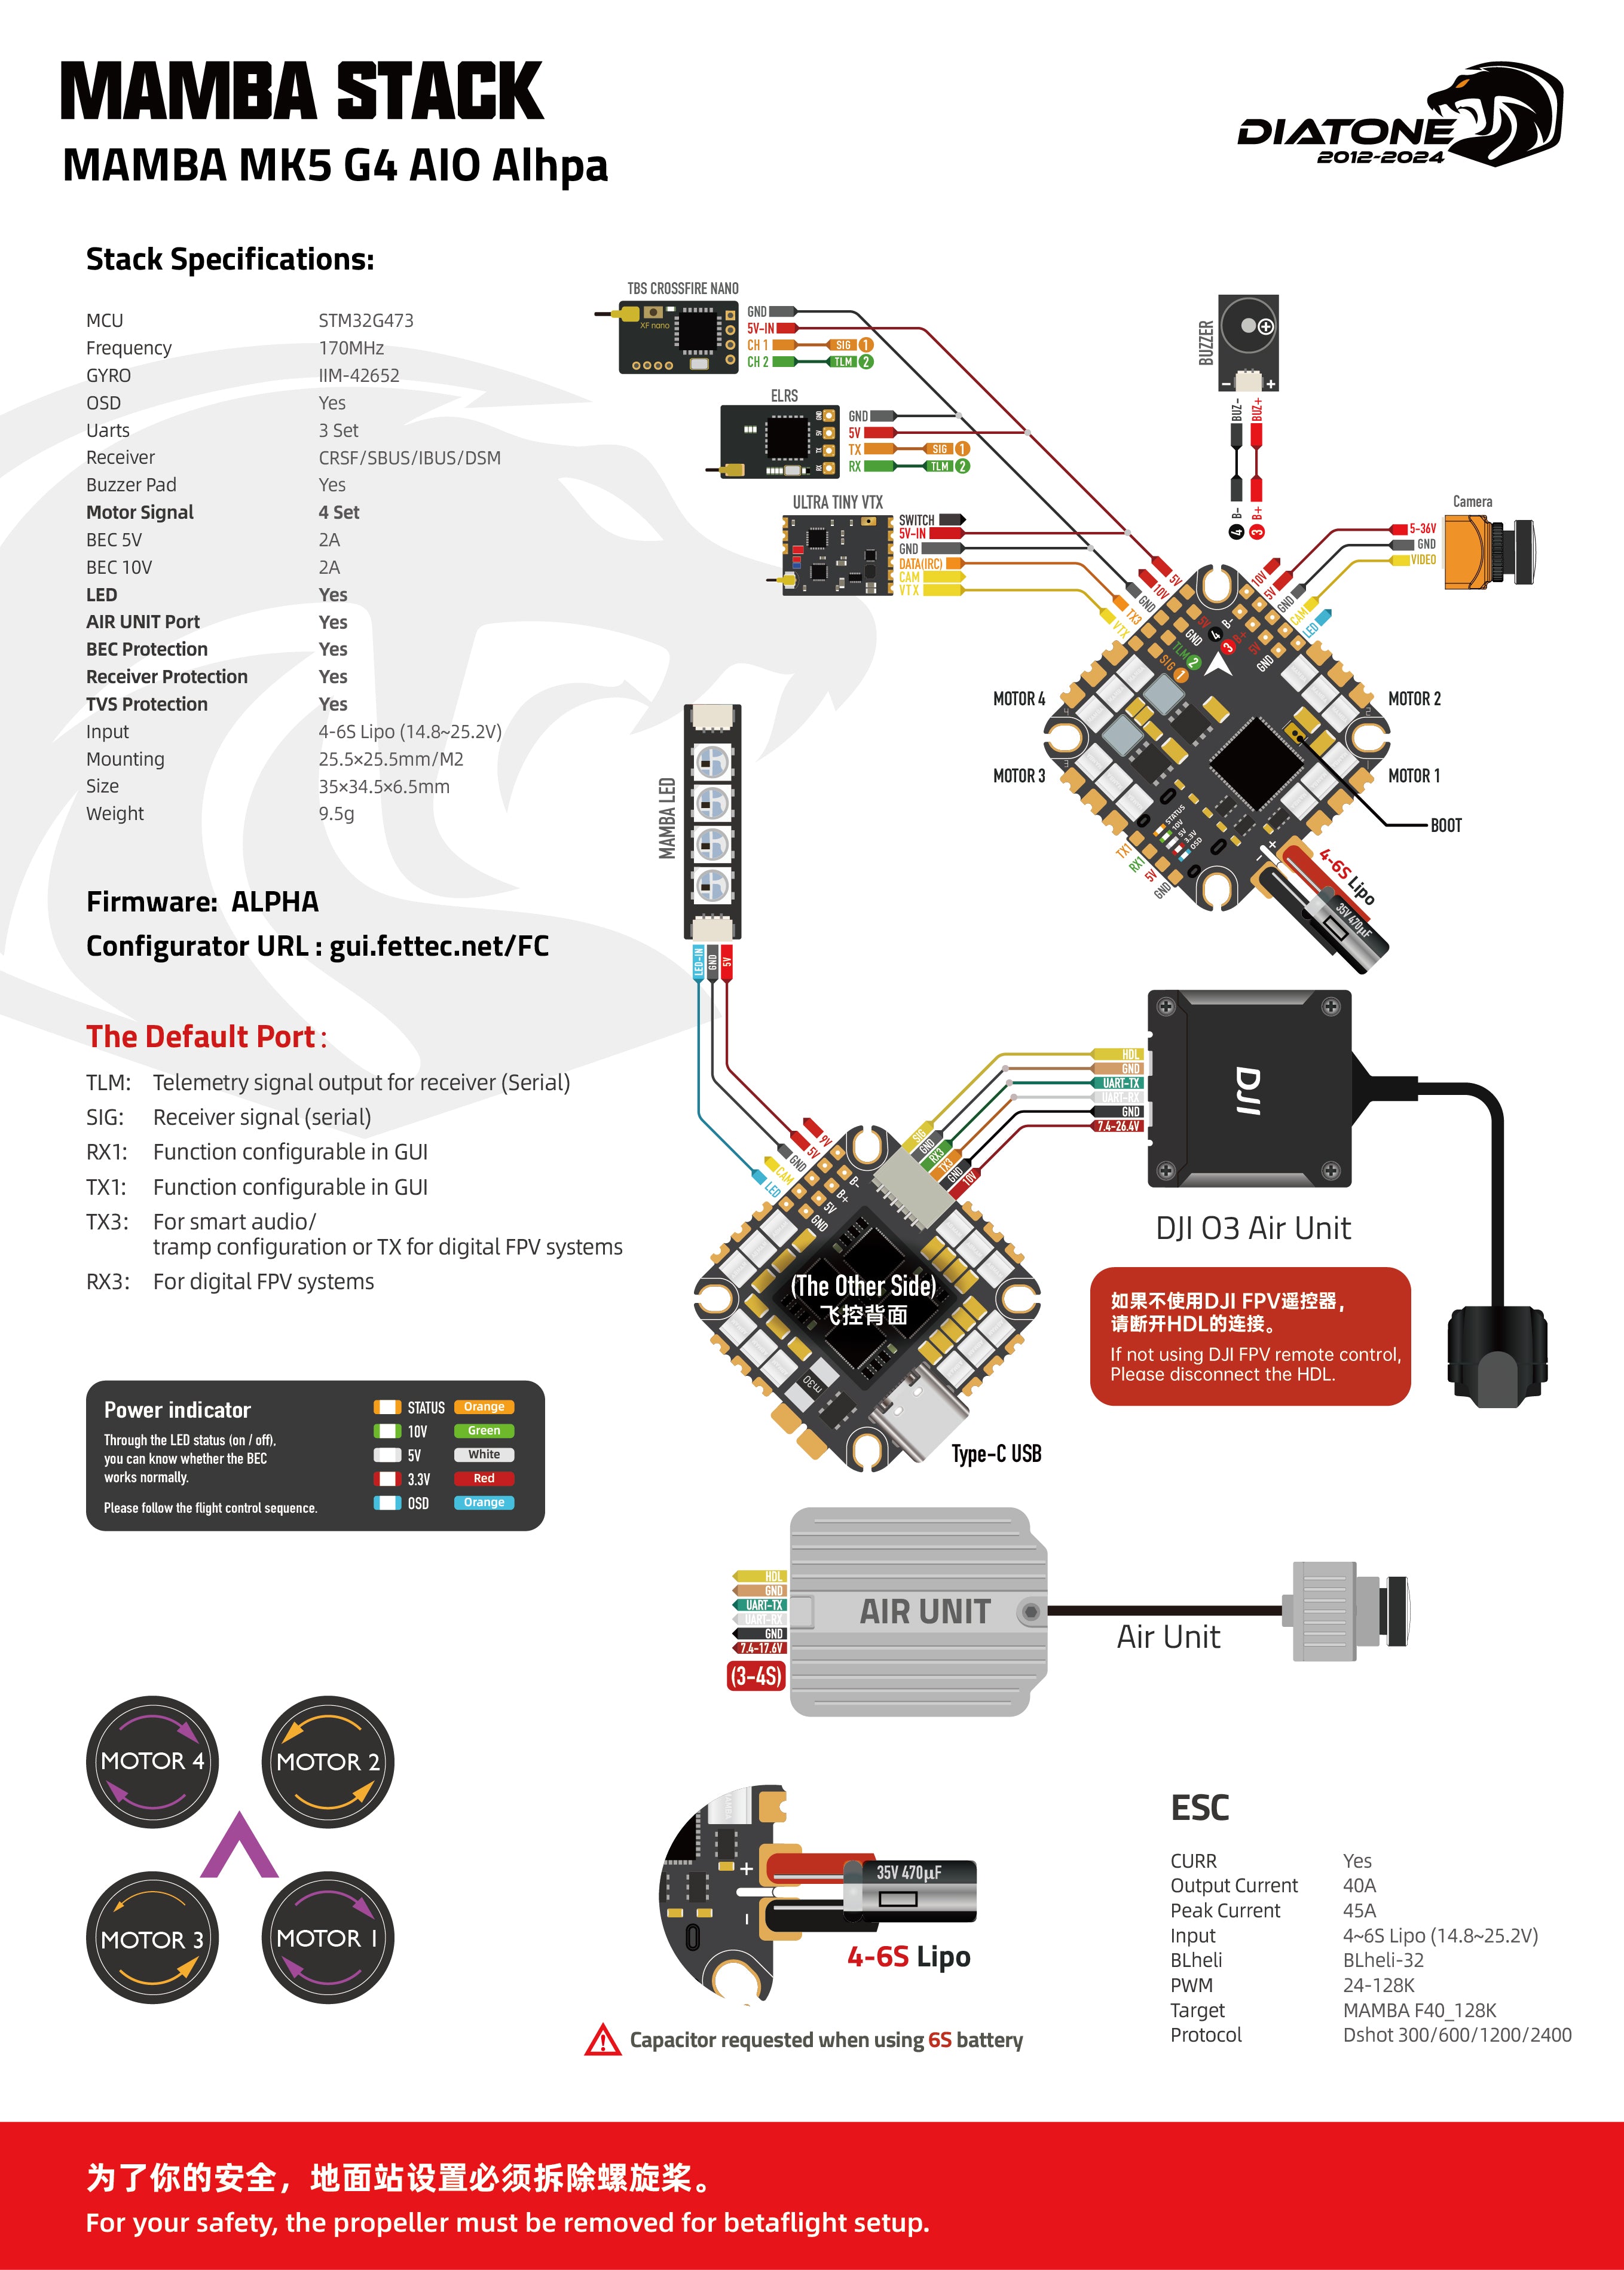 MAMBA STACK
MAMBA MK5 G4 AIO Alhpa
DIATONE
2012-2024
Stack Specifications:
MCU STM32G473
Frequency 170MHz
GYRO IIM-42652
OSD Yes
Uarts 3 Set
Receiver CRSF/SBUS/IBUS/DSM
Buzzer Pad Yes
Motor Signal 4 Set
BEC 5V 2A
BEC 10V 2A
LED Yes
AIR UNIT Port Yes
BEC Protection Yes
Receiver Protection Yes
TVS Protection Yes
Input 4-6S Lipo (14.8~25.2V)
Mounting 25.5×25.5mm/M2
Size 35×34.5×6.5mm
Weight 9.5g
Firmware: ALPHA
Configurator URL : gui.fettec.net/FC
The Default Port :
TLM: Telemetry signal output for receiver (Serial)
SIG: Receiver signal (serial)
RX1: Function configurable in GUI
TX1: Function configurable in GUI
TX3: For smart audio/
tramp configuration or TX for digital FPV systems
RX3: For digital FPV systems
Power indicator
Through the LED status (on / off),
you can know whether the BEC
works normally.
Please follow the flight control sequence.
STATUS Orange
10V Green
5V White
3.3V Red
OSD Orange
TBS CROSSFIRE NANO
XF nano
GND
5V-IN
CH 1 SIG 1
CH 2 TLM 2
ELRS
GND
5V
TX SIG 1
RX TLM 2
ULTRA TINY VTX
SWITCH
5V-IN
GND
DATA(IRC)
CAM
VTX
BUZZER
- +
BUZ- BUZ+
B- B+
4 3
Camera
5-36V
GND
VIDEO
5V
10V
GND
TX3
VTX
10V
5V
GND
CAM
LED
5V
GND
TLM 2
SIG 1
4 B-
3 B+
5V
GND
MOTOR 4
MOTOR 2
MOTOR 3
MOTOR 1
BOOT
STATUS
10V
5V
3.3V
OSD
TX1
RX1
5V
GND
- +
4-6S Lipo
35V 470μF
MAMBA LED
LED-IN
GND
5V
9V
5V
GND
CAM
LED
B-
B+
5V
GND
SIG
GND
RX3
TX3
GND
10V
HDL
GND
UART-TX
UART-RX
GND
7.4-26.4V
DJI
DJI O3 Air Unit
(The Other Side)
飞控背面
m30
Type-C USB
如果不使用DJI FPV遥控器，
请断开HDL的连接。
If not using DJI FPV remote control,
Please disconnect the HDL.
HDL
GND
UART-TX
UART-RX
GND
7.4-17.6V
(3-4S)
AIR UNIT
Air Unit
MOTOR 4
MOTOR 2
MOTOR 3
MOTOR 1
+
-
35V 470μF
4-6S Lipo
Capacitor requested when using 6S battery
ESC
CURR Yes
Output Current 40A
Peak Current 45A
Input 4~6S Lipo (14.8~25.2V)
BLheli BLheli-32
PWM 24-128K
Target MAMBA F40_128K
Protocol Dshot 300/600/1200/2400
为了你的安全，地面站设置必须拆除螺旋桨。
For your safety, the propeller must be removed for betaflight setup.